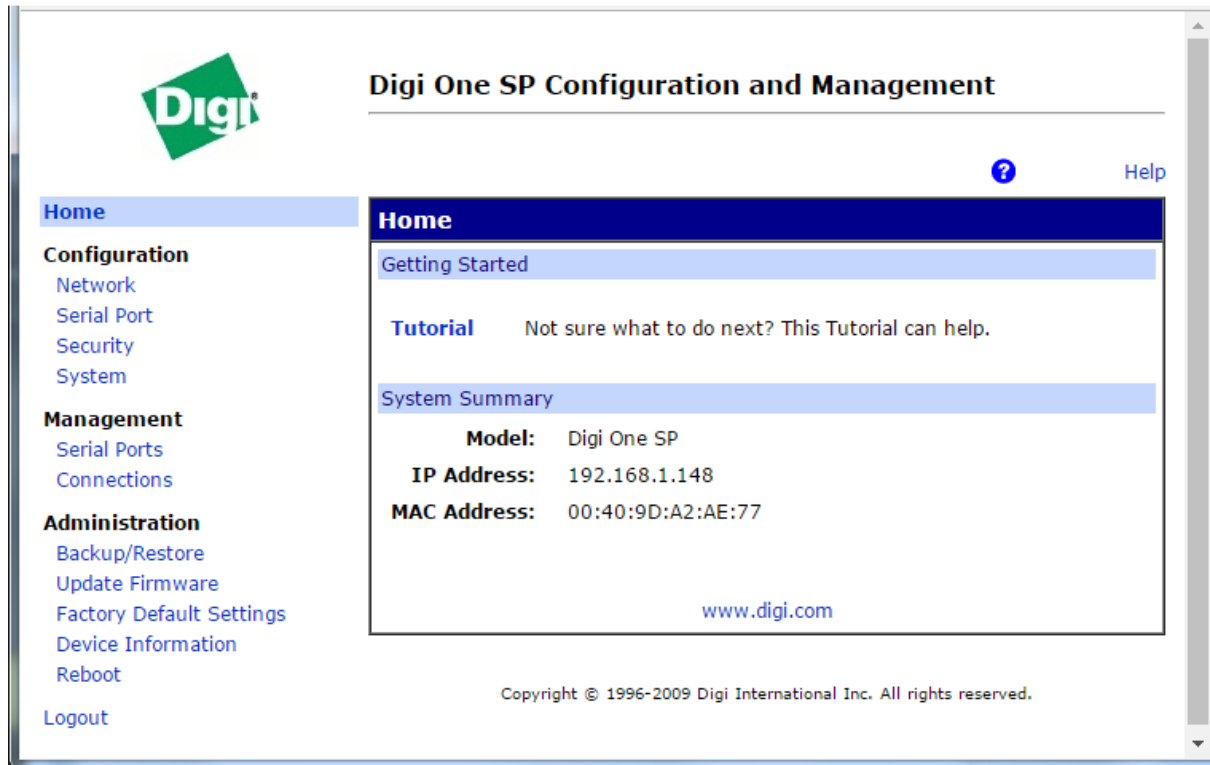 Digi
Digi One SP Configuration and Management
? Help
Home
Configuration
Network
Serial Port
Security
System
Management
Serial Ports
Connections
Administration
Backup/Restore
Update Firmware
Factory Default Settings
Device Information
Reboot
Logout
Home
Getting Started
Tutorial Not sure what to do next? This Tutorial can help.
System Summary
Model: Digi One SP
IP Address: 192.168.1.148
MAC Address: 00:40:9D:A2:AE:77
www.digi.com
Copyright © 1996-2009 Digi International Inc. All rights reserved.